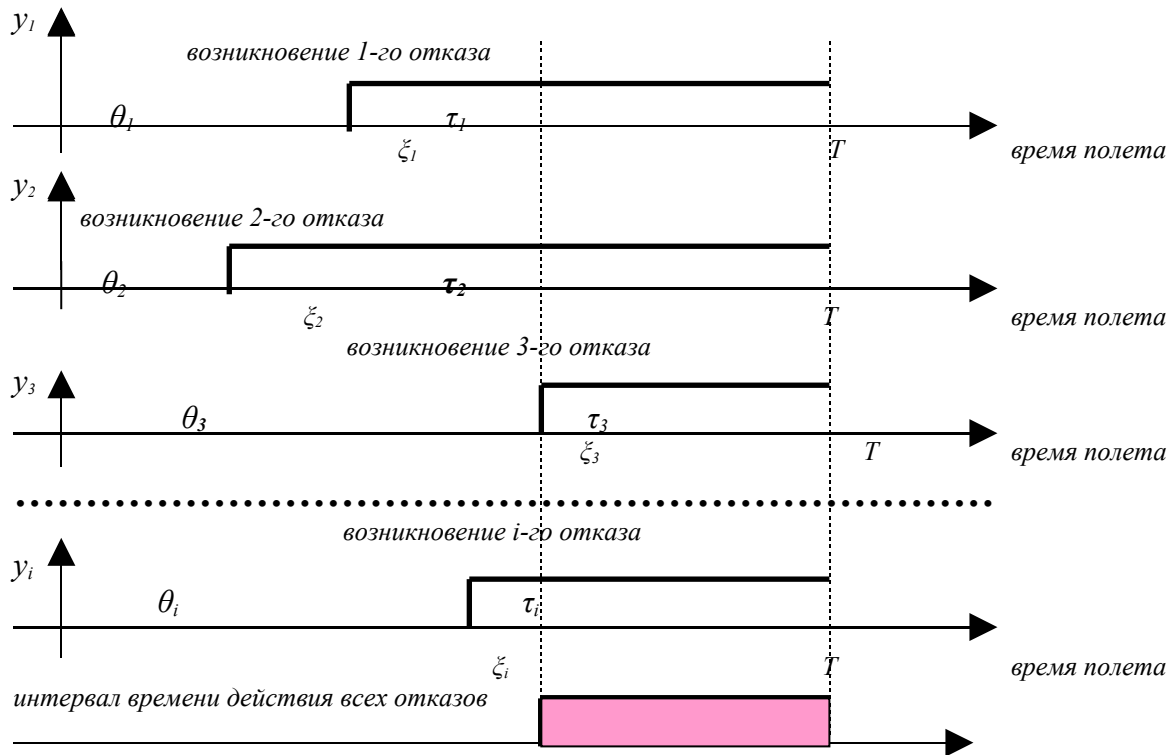 y₁
возникновение 1-го отказа
θ₁ τ₁
ξ₁ T время полета
y₂
возникновение 2-го отказа
θ₂ τ₂
ξ₂ T время полета
возникновение 3-го отказа
y₃
θ₃ τ₃
ξ₃ T время полета
возникновение i-го отказа
yᵢ
θᵢ τᵢ
ξᵢ T время полета
интервал времени действия всех отказов